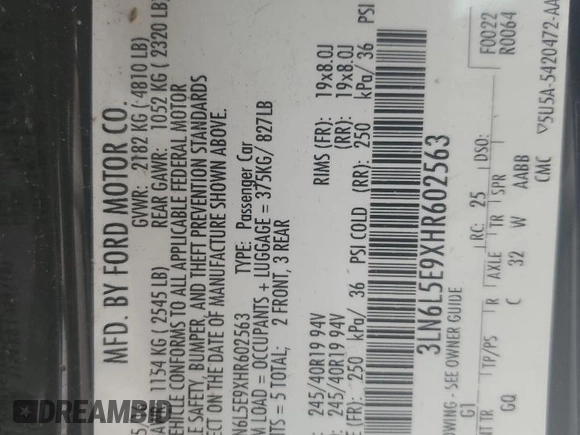 MFD. BY FORD MOTOR CO.
GVWR: 2182 KG ( 4810 LB)
1154 KG ( 2545 LB) REAR GAWR: 1052 KG ( 2320 LB)
CONFORMS TO ALL APPLICABLE FEDERAL MOTOR
SAFETY, BUMPER, AND THEFT PREVENTION STANDARDS
ON THE DATE OF MANUFACTURE SHOWN ABOVE.
N6L5E9XHR602563 TYPE: Passenger Car
LOAD = OCCUPANTS + LUGGAGE = 375KG/ 827LB
= 5 TOTAL; 2 FRONT, 3 REAR
245/40R19 94V RIMS (FR): 19x8.0J
245/40R19 94V (RR): 19x8.0J
(FR): 250 kPa/ 36 PSI COLD (RR): 250 kPa/ 36 PSI
3LN6L5E9XHR602563
- SEE OWNER GUIDE
G1 RC: 25 DSO: F0022
R0064
TR TP/PS R AXLE TR SPR
GQ C 32 W AABB
CMC ▽5U5A-5420472-AA
DREAMBID